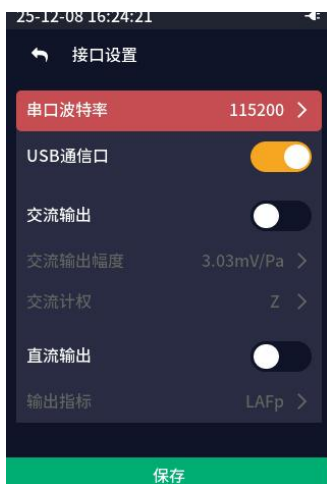 25-12-08 16:24:21
接口设置
串口波特率 115200
USB通信口
交流输出
交流输出幅度 3.03mV/Pa
交流计权 Z
直流输出
输出指标 LAFp
保存